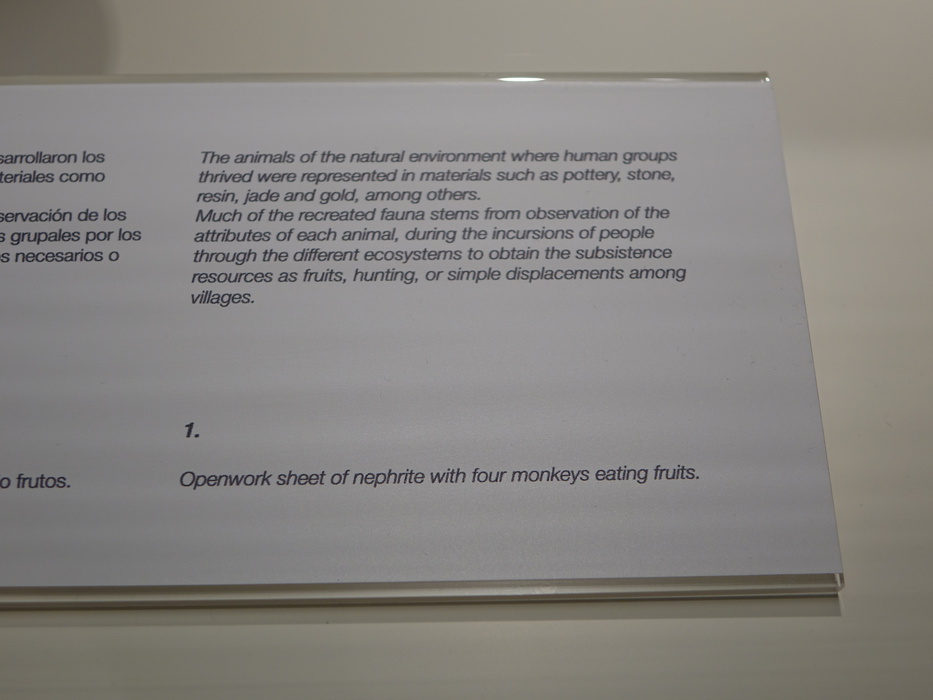 sarrollaron los
teriales como
servación de los
s grupales por los
s necesarios o
o frutos.
The animals of the natural environment where human groups
thrived were represented in materials such as pottery, stone,
resin, jade and gold, among others.
Much of the recreated fauna stems from observation of the
attributes of each animal, during the incursions of people
through the different ecosystems to obtain the subsistence
resources as fruits, hunting, or simple displacements among
villages.
1.
Openwork sheet of nephrite with four monkeys eating fruits.